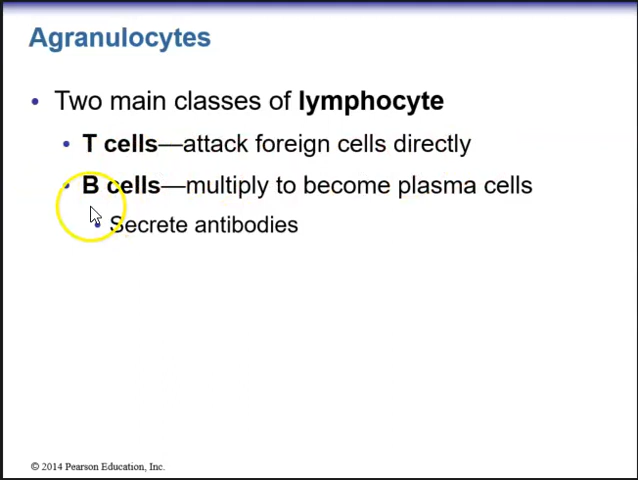 Agranulocytes
• Two main classes of lymphocyte
• T cells—attack foreign cells directly
• B cells—multiply to become plasma cells
• Secrete antibodies
© 2014 Pearson Education, Inc.